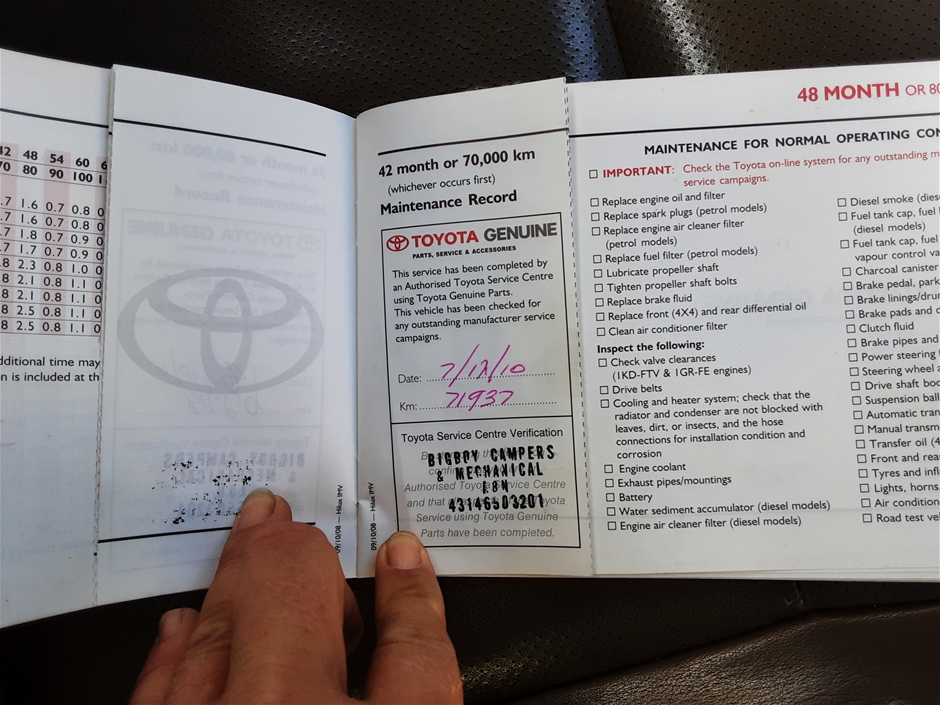 42 48 54 60 6
70 80 90 100 1
.7 1.6 0.7 0.8 0
.7 1.6 0.7 0.8 0
.7 1.8 0.7 0.9 0
.7 1.7 0.7 0.9 0
.8 2.3 0.8 1.0 0
.8 2.1 0.8 1.1 0
.8 2.1 0.8 1.1 0
.8 2.5 0.8 1.1 0
.8 2.5 0.8 1.1 0
dditional time may
n is included at th
09/10/08 — Hilux IMV
42 month or 70,000 km
(whichever occurs first)
Maintenance Record
TOYOTA GENUINE
PARTS, SERVICE & ACCESSORIES
This service has been completed by
an Authorised Toyota Service Centre
using Toyota Genuine Parts.
This vehicle has been checked for
any outstanding manufacturer service
campaigns.
Date: 7/12/10
Km: 71937
Toyota Service Centre Verification
BIGBOY CAMPERS
& MECHANICAL
ABN
43146503201
Authorised Toyota Service
and that a Toyota
Service using Toyota Genuine
Parts have been completed.
09/10/08 — Hilux IMV
48 MONTH OR 80
MAINTENANCE FOR NORMAL OPERATING CON
IMPORTANT: Check the Toyota on-line system for any outstanding m
service campaigns.
Replace engine oil and filter
Replace spark plugs (petrol models)
Replace engine air cleaner filter
(petrol models)
Replace fuel filter (petrol models)
Lubricate propeller shaft
Tighten propeller shaft bolts
Replace brake fluid
Replace front (4X4) and rear differential oil
Clean air conditioner filter
Inspect the following:
Check valve clearances
(1KD-FTV & 1GR-FE engines)
Drive belts
Cooling and heater system; check that the
radiator and condenser are not blocked with
leaves, dirt, or insects, and the hose
connections for installation condition and
corrosion
Engine coolant
Exhaust pipes/mountings
Battery
Water sediment accumulator (diesel models)
Engine air cleaner filter (diesel models)
Diesel smoke (dies
Fuel tank cap, fuel l
(diesel models)
Fuel tank cap, fuel
vapour control va
Charcoal canister
Brake pedal, park
Brake linings/dru
Brake pads and d
Clutch fluid
Brake pipes and
Power steering
Steering wheel a
Drive shaft boo
Suspension ball
Automatic tran
Manual transm
Transfer oil (4
Front and rea
Tyres and infl
Lights, horns,
Air condition
Road test veh